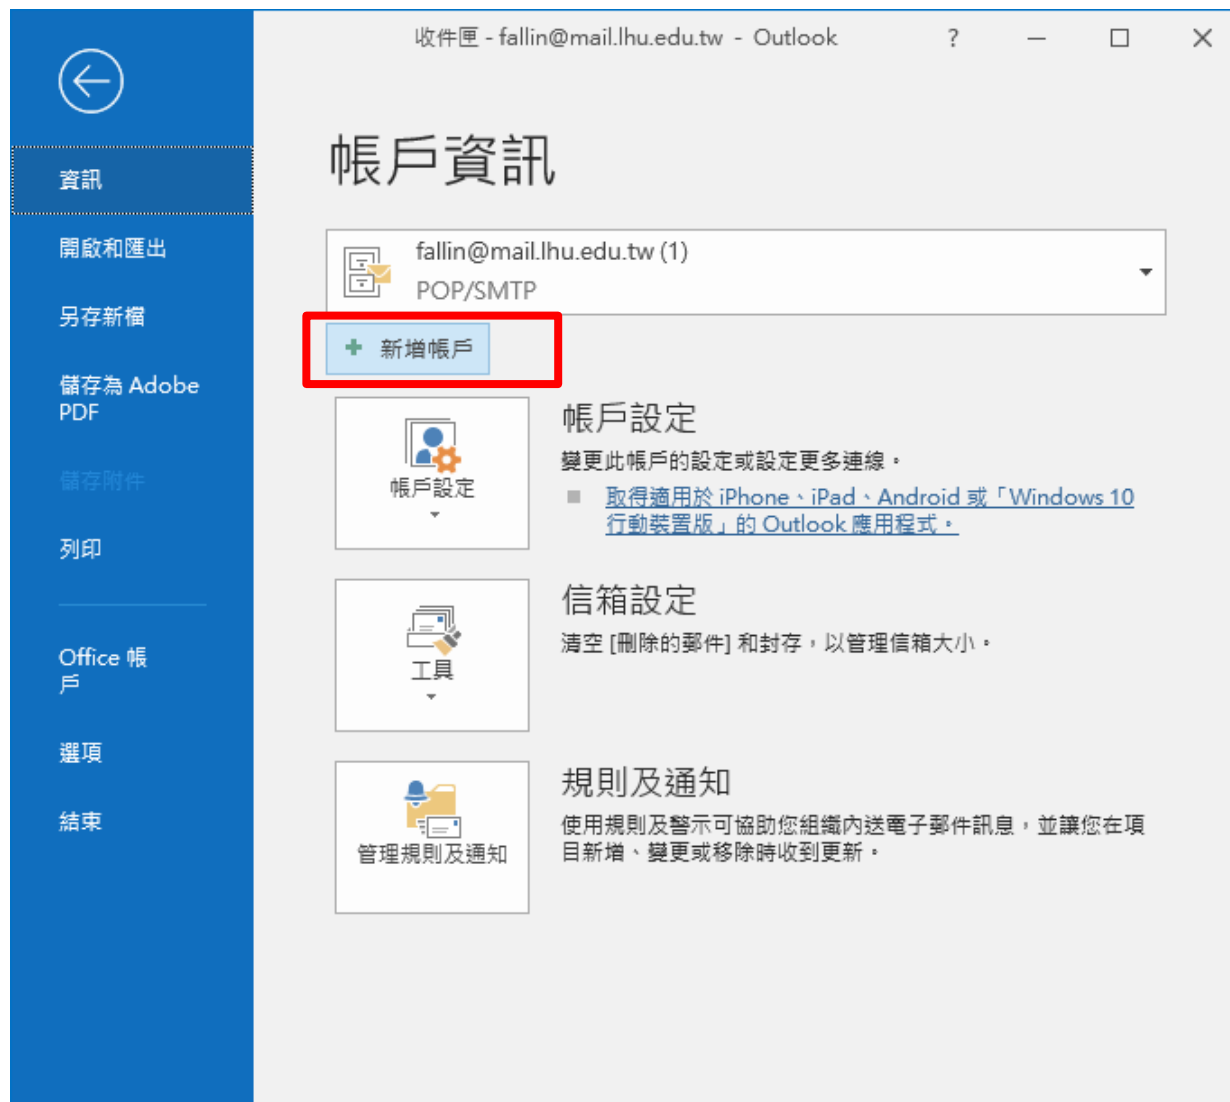 收件匣 - fallin@mail.lhu.edu.tw - Outlook
?
資訊
開啟和匯出
另存新檔
儲存為 Adobe
PDF
儲存附件
列印
Office 帳
戶
選項
結束
帳戶資訊
fallin@mail.lhu.edu.tw (1)
POP/SMTP
新增帳戶
帳戶設定
帳戶設定
變更此帳戶的設定或設定更多連線。
取得適用於 iPhone、iPad、Android 或「Windows 10
行動裝置版」的 Outlook 應用程式。
工具
信箱設定
清空 [刪除的郵件] 和封存，以管理信箱大小。
管理規則及通知
規則及通知
使用規則及警示可協助您組織內送電子郵件訊息，並讓您在項
目新增、變更或移除時收到更新。